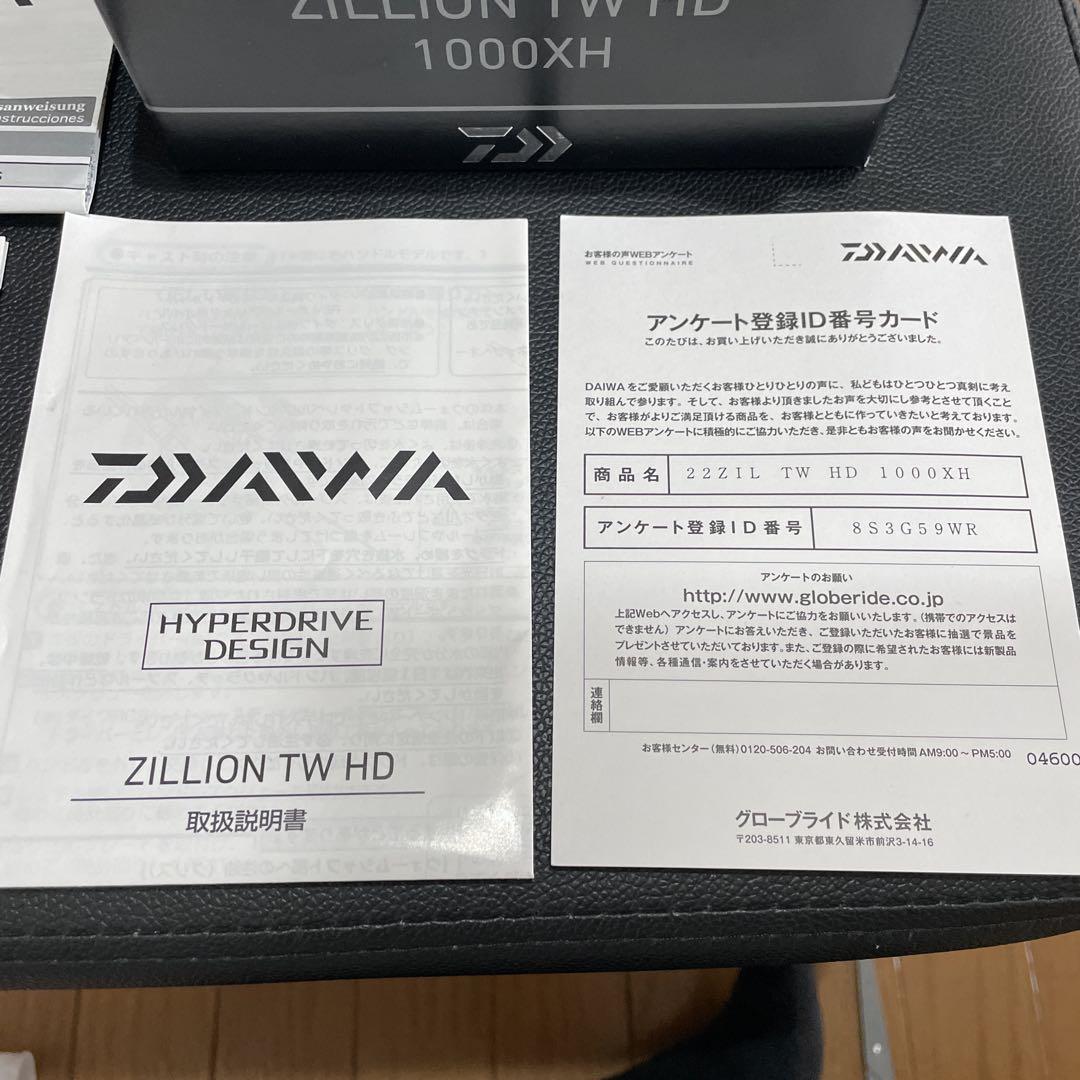 ZILLION TW HD
1000XH
sanweisung
strucciones
DAIWA
HYPERDRIVE
DESIGN
ZILLION TW HD
取扱説明書
お客様の声WEBアンケート
WEB QUESTIONNAIRE
DAIWA
アンケート登録ID番号カード
このたびは、お買い上げいただき誠にありがとうございました。
DAIWAをご愛顧いただくお客様ひとりひとりの声に、私どもはひとつひとつ真剣に考え
取り組んで参ります。そして、お客様より頂きましたお声を大切にし参考とさせて頂くこと
で、お客様がよりご満足頂ける商品を、お客様とともに作っていきたいと考えております。
以下のWEBアンケートに積極的にご協力いただき、是非ともお客様の声をお聞かせください。
商品名 22ZIL TW HD 1000XH
アンケート登録ID番号 8S3G59WR
アンケートのお願い
http://www.globeride.co.jp
上記Webへアクセスし、アンケートにご協力をお願いいたします。(携帯でのアクセスは
できません)アンケートにお答えいただき、ご登録いただいたお客様に抽選で景品を
プレゼントさせていただいております。また、ご登録の際に希望されたお客様には新製品
情報等、各種通信・案内をさせていただく場合があります。
連絡欄
お客様センター(無料)0120-506-204 お問い合わせ受付時間 AM9:00〜PM5:00
04600
グローブライド株式会社
〒203-8511 東京都東久留米市前沢3-14-16